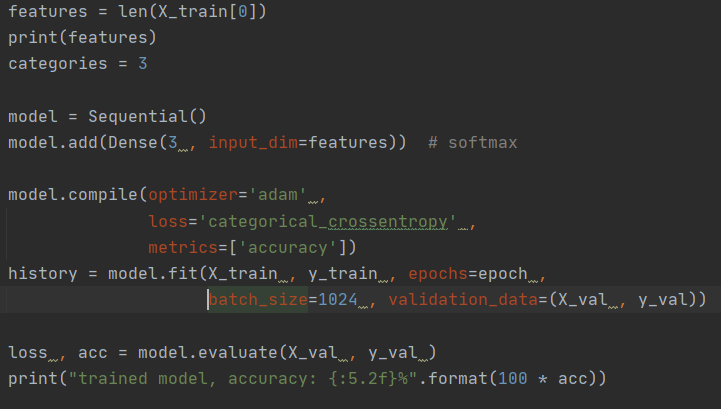 features = len(X_train[0])
print(features)
categories = 3
model = Sequential()
model.add(Dense(3 , input_dim=features))  # softmax
model.compile(optimizer='adam' ,
              loss='categorical_crossentropy' ,
              metrics=['accuracy'])
history = model.fit(X_train , y_train , epochs=epoch ,
                    batch_size=1024 , validation_data=(X_val , y_val))
loss , acc = model.evaluate(X_val , y_val )
print("trained model, accuracy: {:5.2f}%".format(100 * acc))